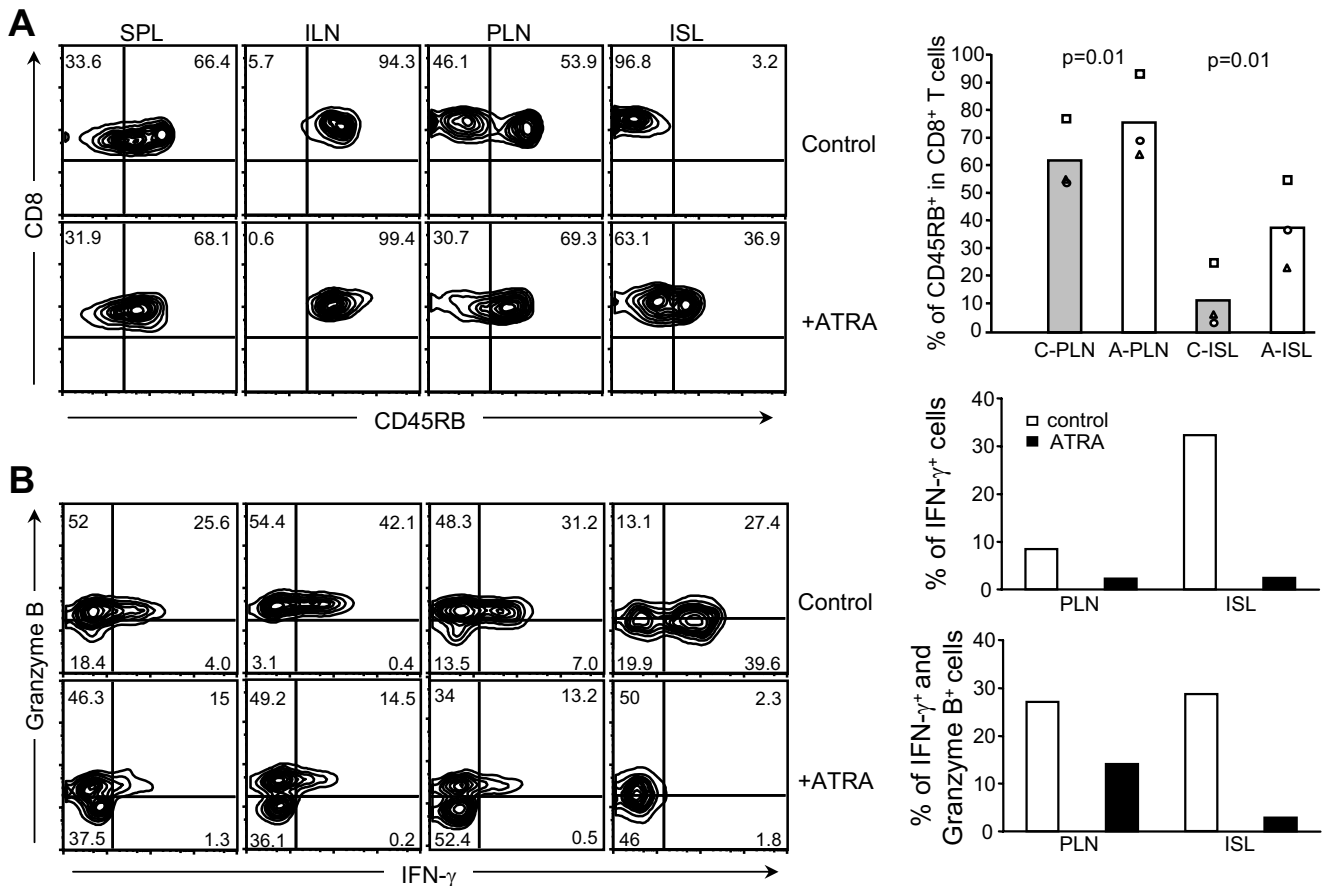 A
SPL ILN PLN ISL
33.6 66.4 5.7 94.3 46.1 53.9 96.8 3.2
Control
31.9 68.1 0.6 99.4 30.7 69.3 63.1 36.9
+ATRA
CD8
CD45RB
% of CD45RB+ in CD8+ T cells
100
90
80
70
60
50
40
30
20
10
0
p=0.01 p=0.01
C-PLN A-PLN C-ISL A-ISL
B
52 25.6 54.4 42.1 48.3 31.2 13.1 27.4
Control
18.4 4.0 3.1 0.4 13.5 7.0 19.9 39.6
46.3 15 49.2 14.5 34 13.2 50 2.3
+ATRA
37.5 1.3 36.1 0.2 52.4 0.5 46 1.8
Granzyme B
IFN-γ
% of IFN-γ+ cells
40
30
20
10
0
control
ATRA
PLN ISL
% of IFN-γ+ and
Granzyme B+ cells
40
30
20
10
0
PLN ISL